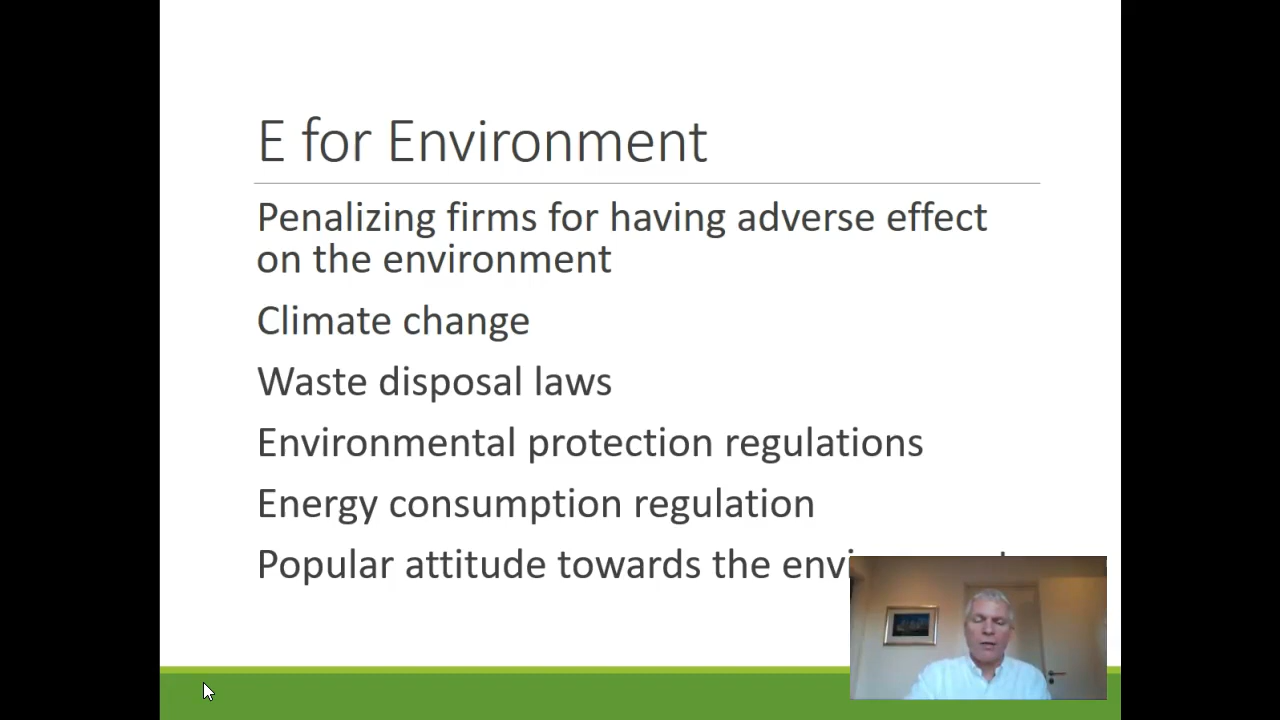 E for Environment
Penalizing firms for having adverse effect
on the environment
Climate change
Waste disposal laws
Environmental protection regulations
Energy consumption regulation
Popular attitude towards the